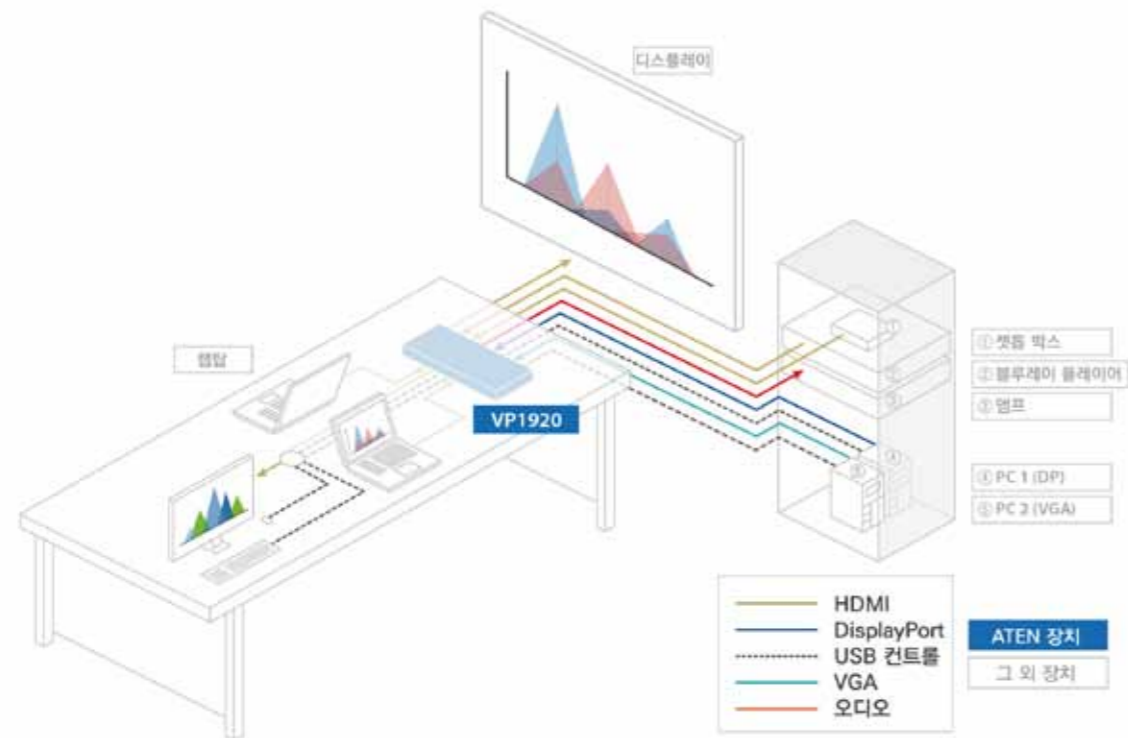 디스플레이
랩탑
VP1920
① 셋톱 박스
② 블루레이 플레이어
③ 앰프
④ PC 1 (DP)
⑤ PC 2 (VGA)
HDMI
DisplayPort
USB 컨트롤
VGA
오디오
ATEN 장치
그 외 장치